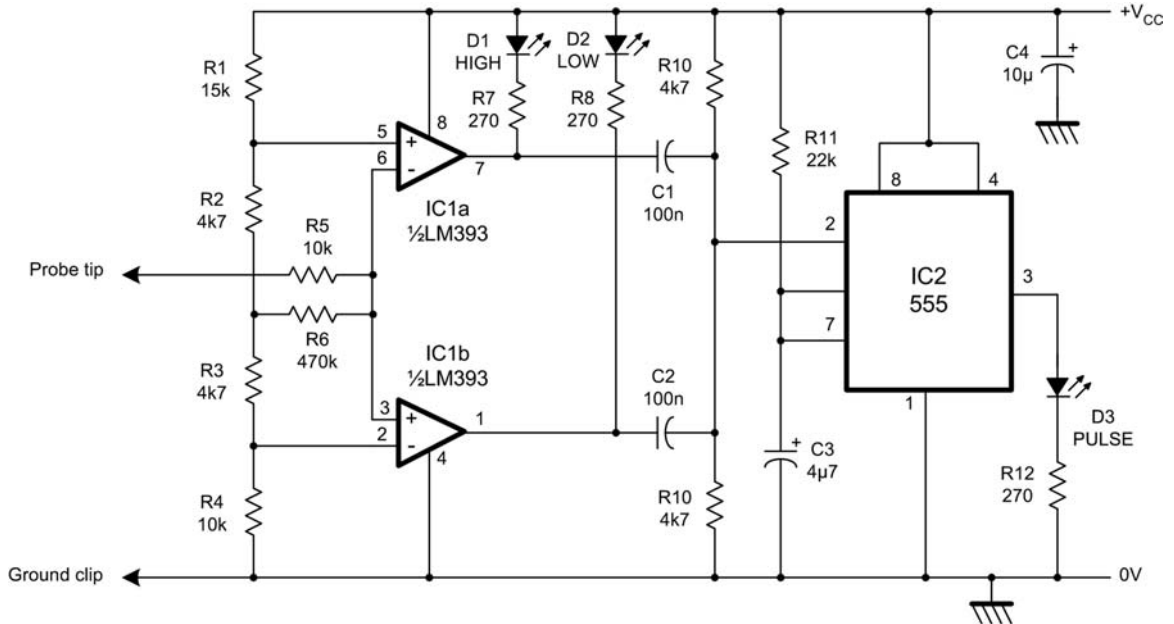 +VCC
D1
HIGH
D2
LOW
R1
15k
R7
270
R8
270
R10
4k7
C4
10µ
+
5
6
+
-
8
7
IC1a
½LM393
C1
100n
R11
22k
8
4
R2
4k7
R5
10k
Probe tip
2
IC2
555
3
R6
470k
7
R3
4k7
IC1b
½LM393
C2
100n
3
2
+
-
1
4
1
D3
PULSE
+
C3
4µ7
R4
10k
R10
4k7
R12
270
Ground clip
0V